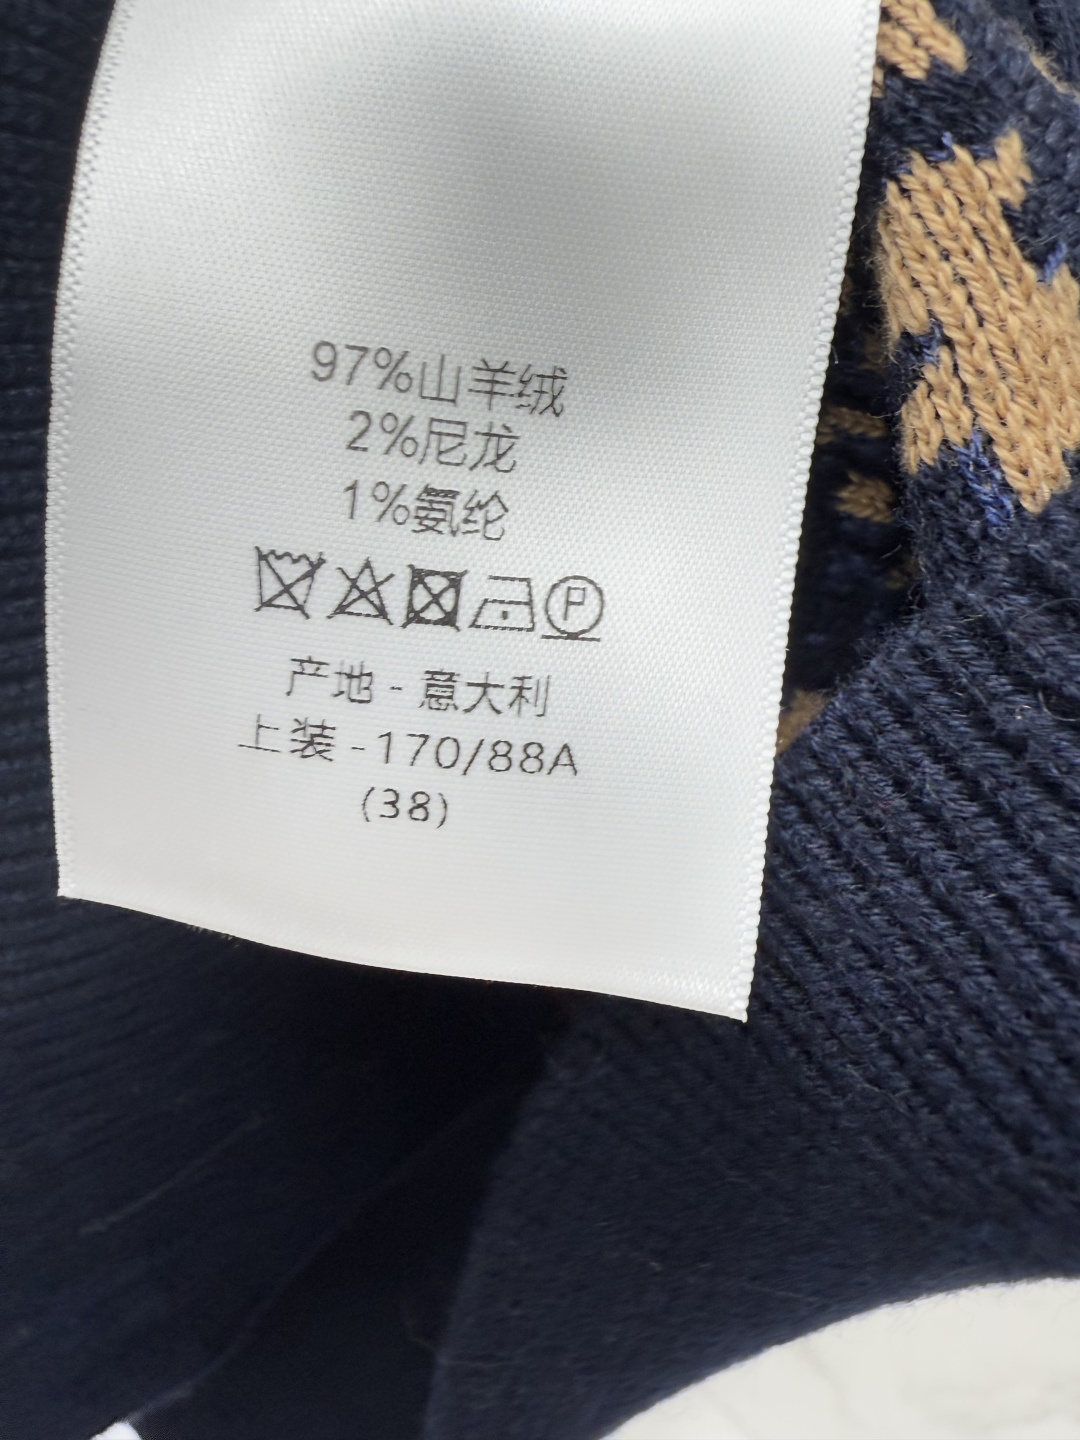 97%山羊绒
2%尼龙
1%氨纶
P
产地 - 意大利
上装 -170/88A
(38)